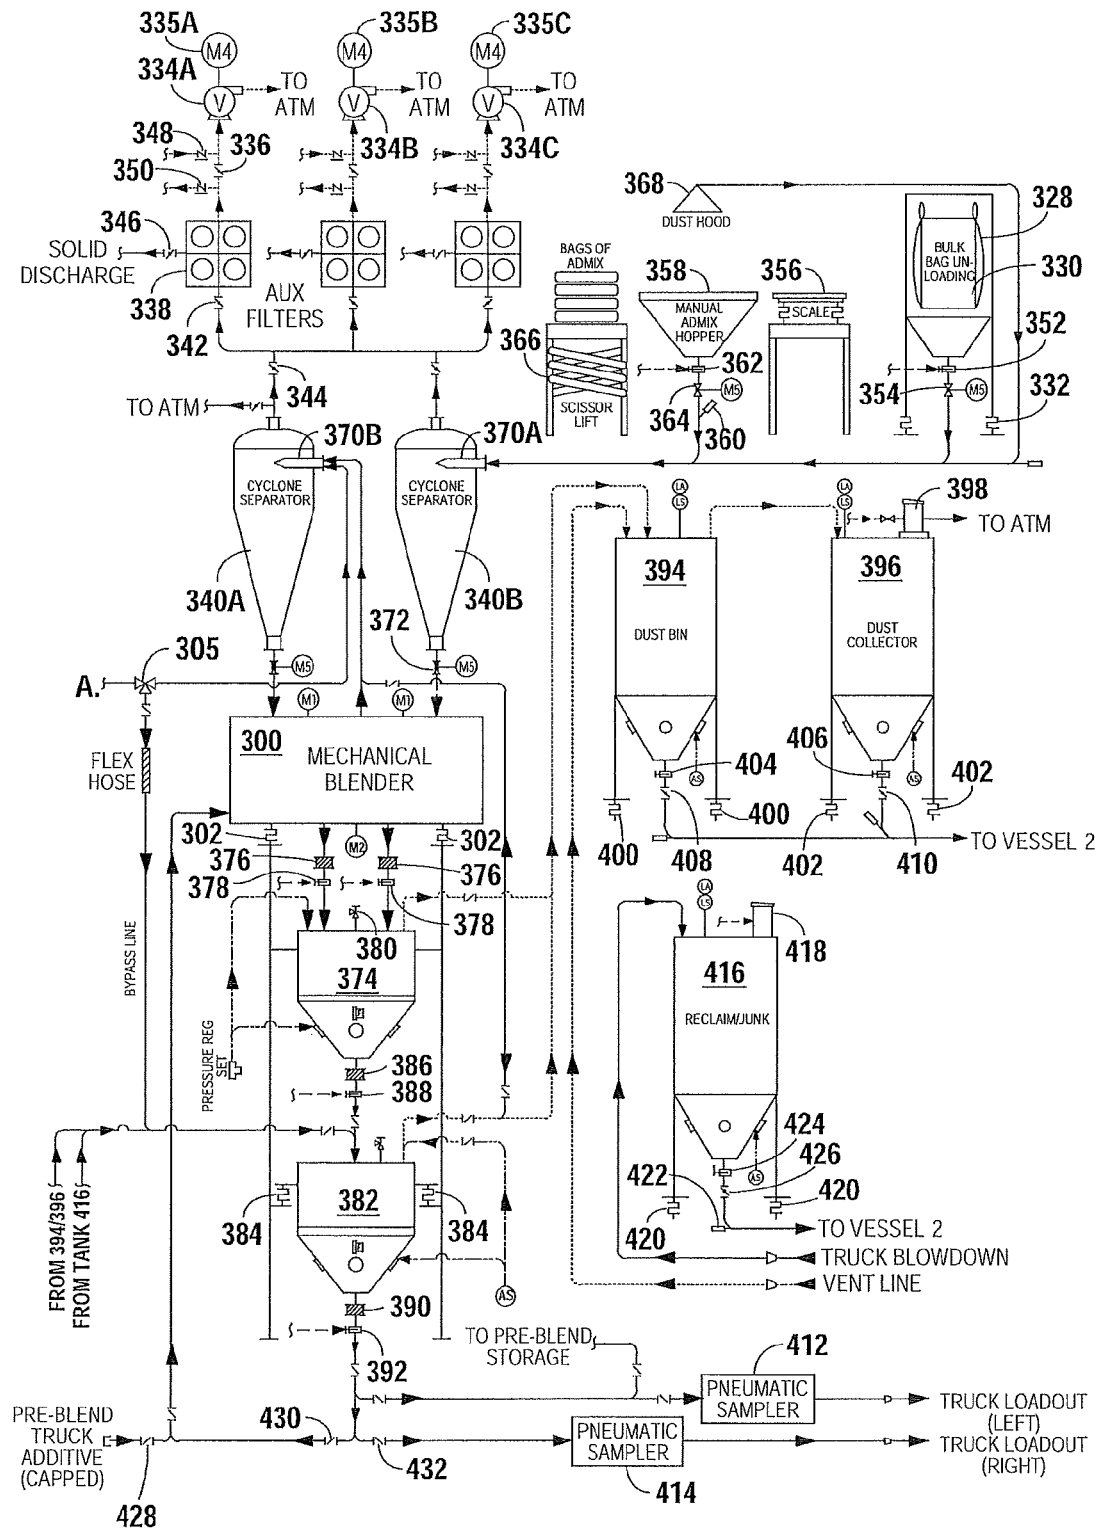 335A
335B
335C
M4
M4
M4
334A
V
TO
ATM
V
TO
ATM
V
TO
ATM
334B
334C
348
336
350
346
SOLID
DISCHARGE
338
AUX
FILTERS
342
344
TO ATM
368
DUST HOOD
BAGS OF
ADMIX
358
MANUAL
ADMIX
HOPPER
356
SCALE
BULK
BAG UN-
LOADING
328
330
366
SCISSOR
LIFT
362
364
M5
360
352
354
M5
332
370B
370A
CYCLONE
SEPARATOR
CYCLONE
SEPARATOR
340A
340B
LA
LS
LA
LS
398
TO ATM
394
DUST BIN
396
DUST
COLLECTOR
305
A.
372
M5
M5
M1
M1
300
MECHANICAL
BLENDER
FLEX
HOSE
404
AS
406
AS
402
400
400
408
402
410
TO VESSEL 2
302
302
M2
376
376
378
378
380
374
BYPASS LINE
PRESSURE REG
SET
386
388
LA
LS
418
416
RECLAIM/JUNK
424
422
426
AS
420
420
TO VESSEL 2
TRUCK BLOWDOWN
VENT LINE
382
384
384
FROM 394/396
FROM TANK 416
390
AS
392
TO PRE-BLEND
STORAGE
412
PNEUMATIC
SAMPLER
TRUCK LOADOUT
(LEFT)
PRE-BLEND
TRUCK
ADDITIVE
(CAPPED)
430
PNEUMATIC
SAMPLER
TRUCK LOADOUT
(RIGHT)
428
432
414